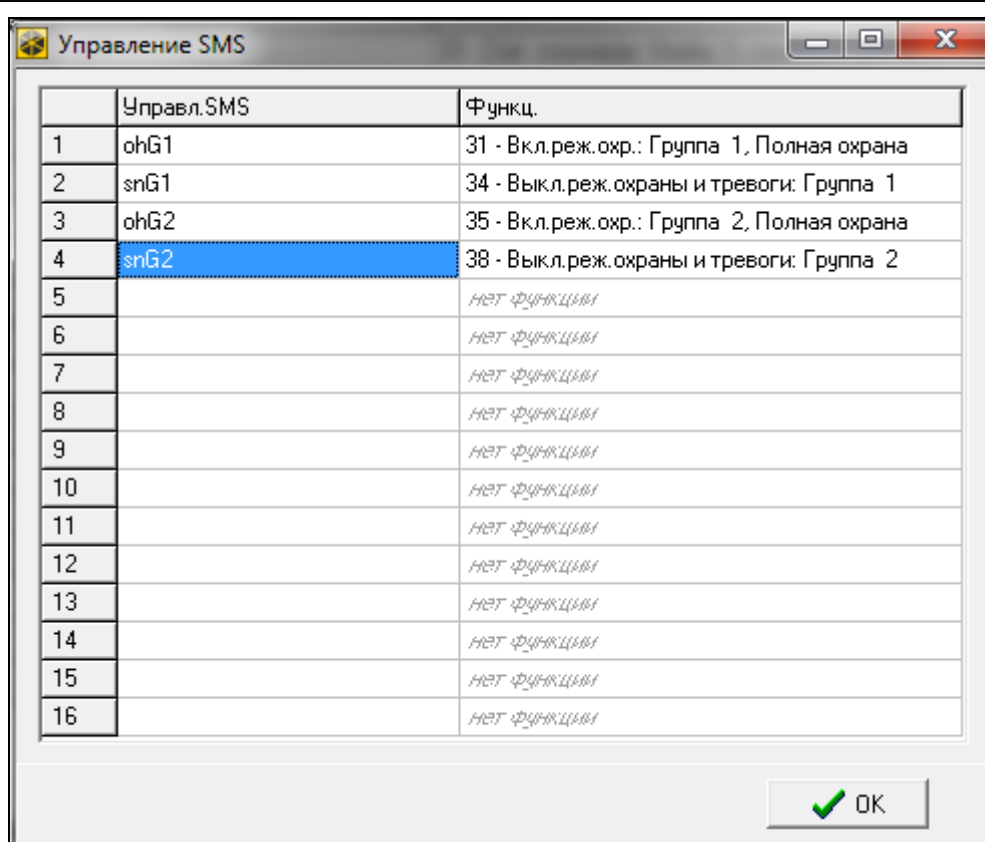 Управление SMS
Управл.SMS Функц.
1 ohG1 31 - Вкл.реж.охр.: Группа 1, Полная охрана
2 snG1 34 - Выкл.реж.охраны и тревоги: Группа 1
3 ohG2 35 - Вкл.реж.охр.: Группа 2, Полная охрана
4 snG2 38 - Выкл.реж.охраны и тревоги: Группа 2
5 нет функции
6 нет функции
7 нет функции
8 нет функции
9 нет функции
10 нет функции
11 нет функции
12 нет функции
13 нет функции
14 нет функции
15 нет функции
16 нет функции
OK